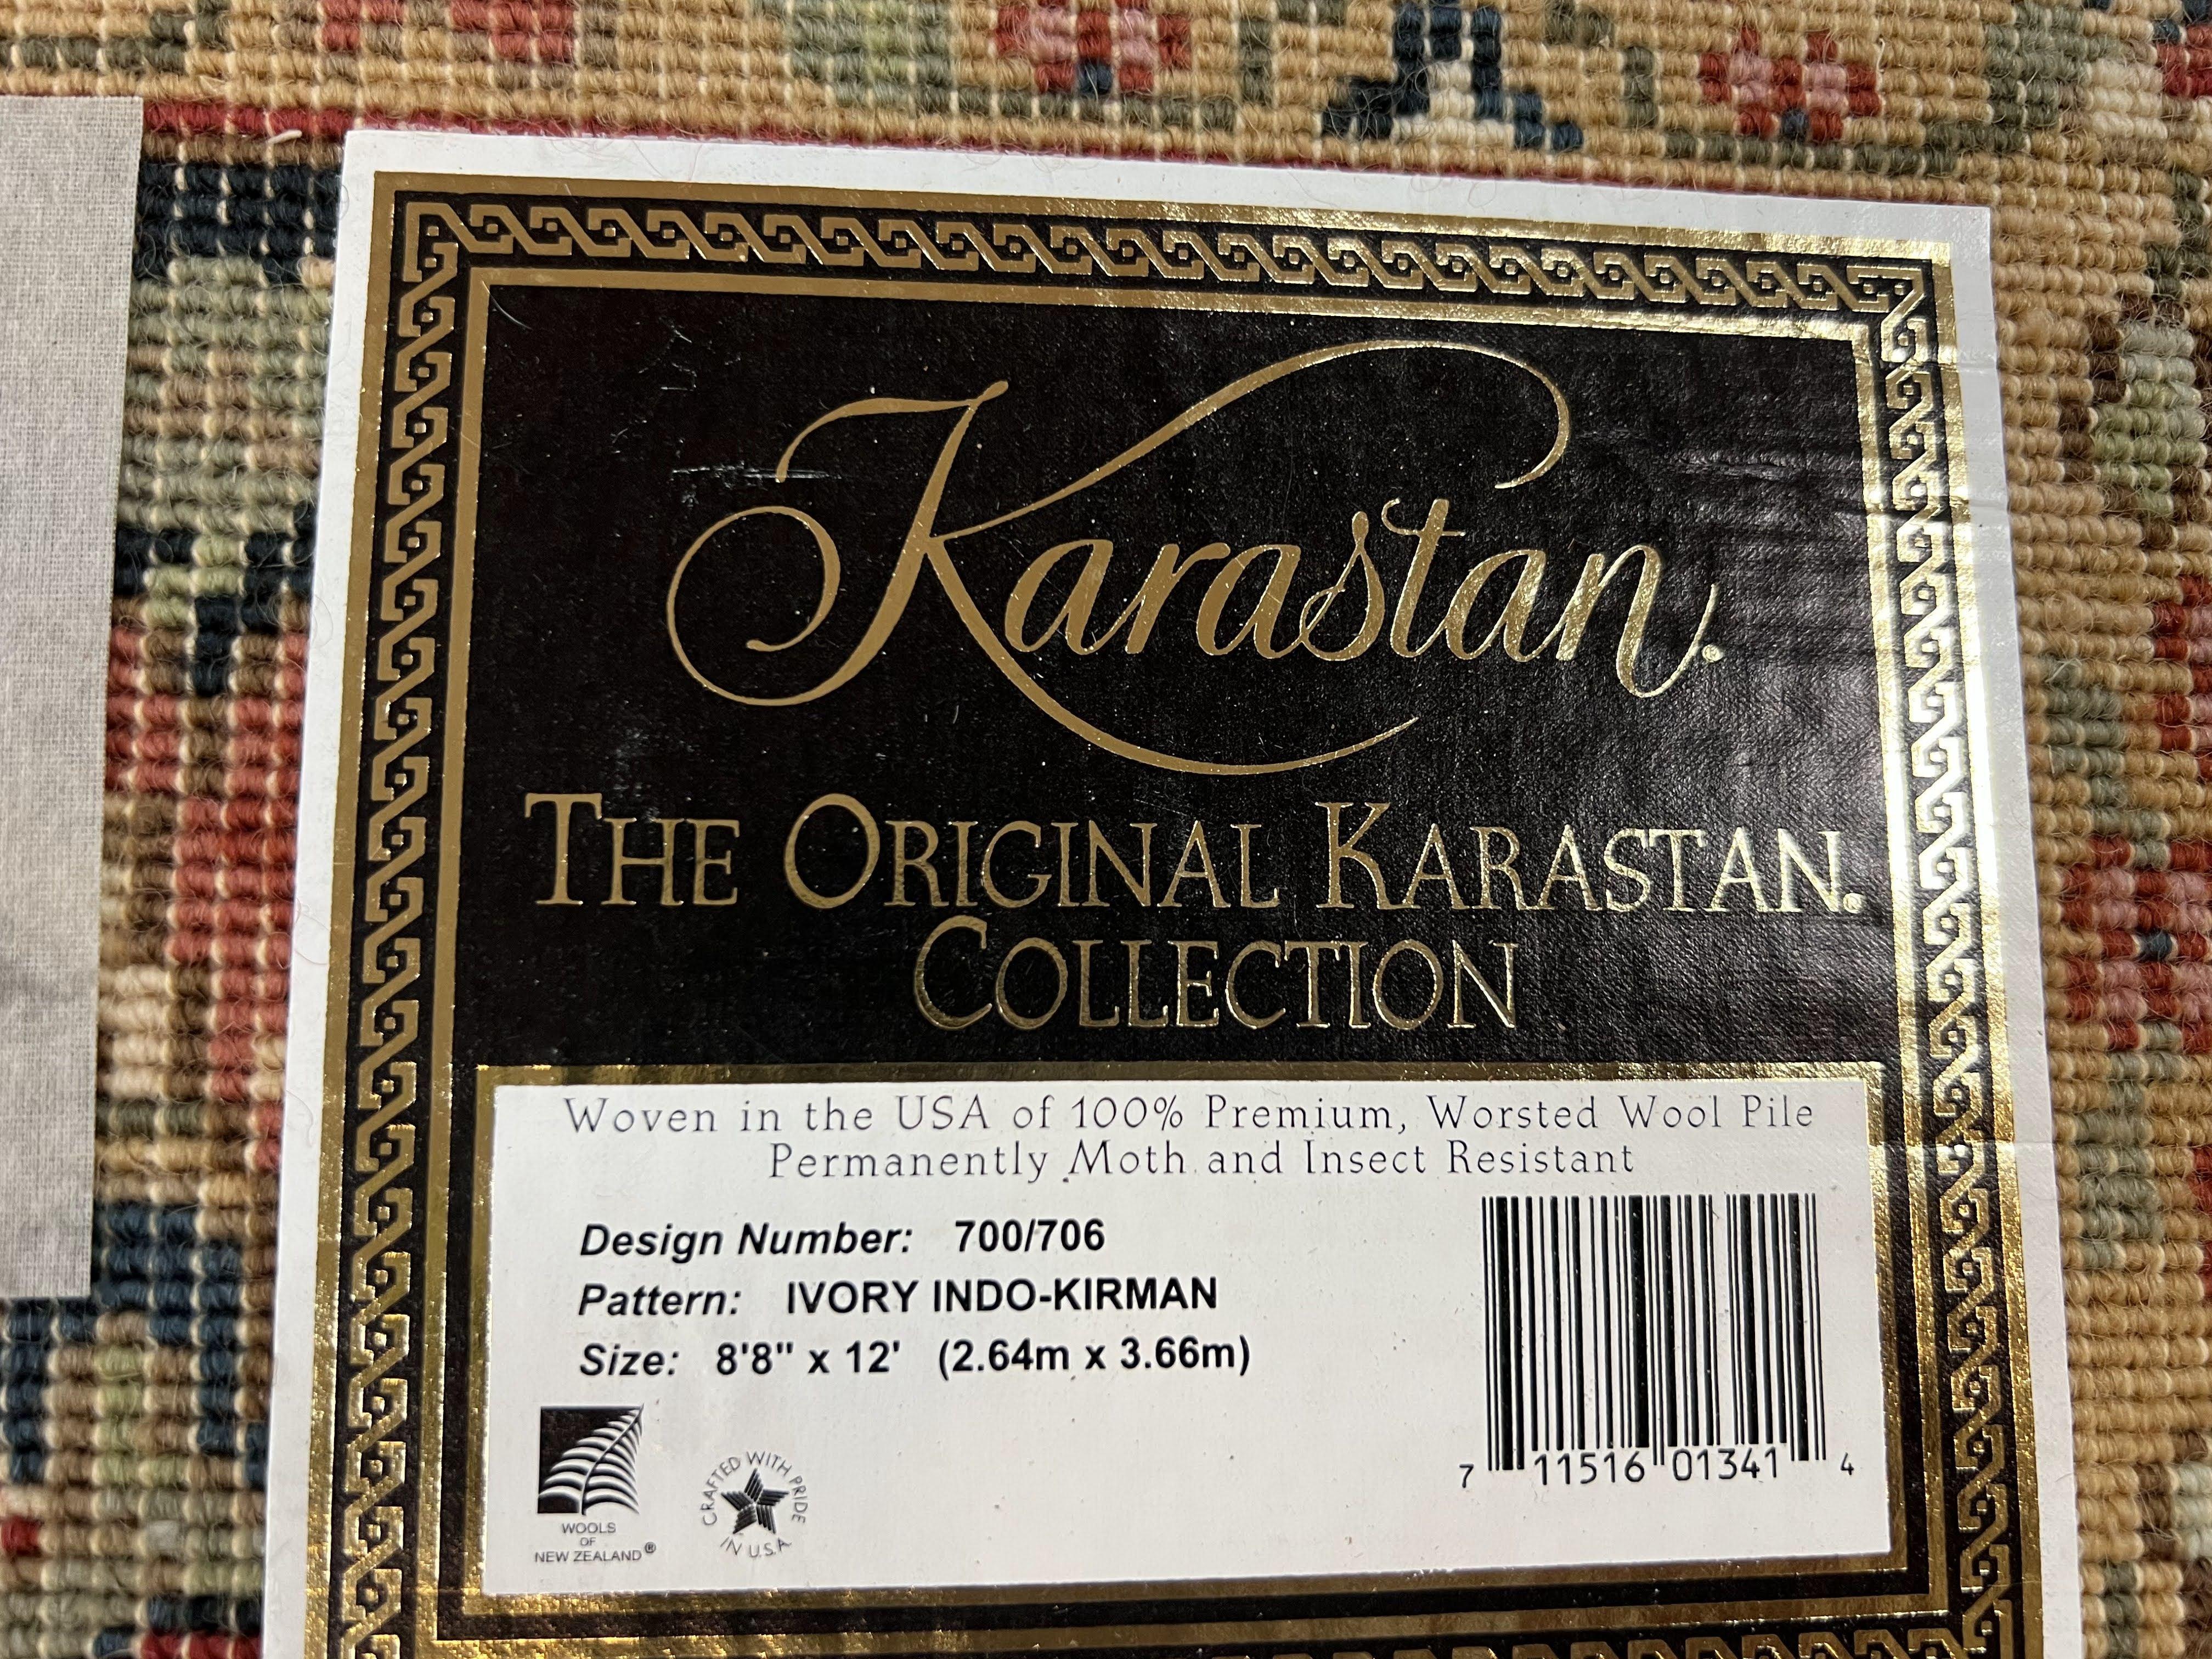 Karastan.
THE ORIGINAL KARASTAN®
COLLECTION
Woven in the USA of 100% Premium, Worsted Wool Pile
Permanently Moth and Insect Resistant
Design Number: 700/706
Pattern: IVORY INDO-KIRMAN
Size: 8'8" x 12' (2.64m x 3.66m)
7 11516 01341 4
WOOLS
OF
NEW ZEALAND®
CRAFTED WITH PRIDE
IN U.S.A